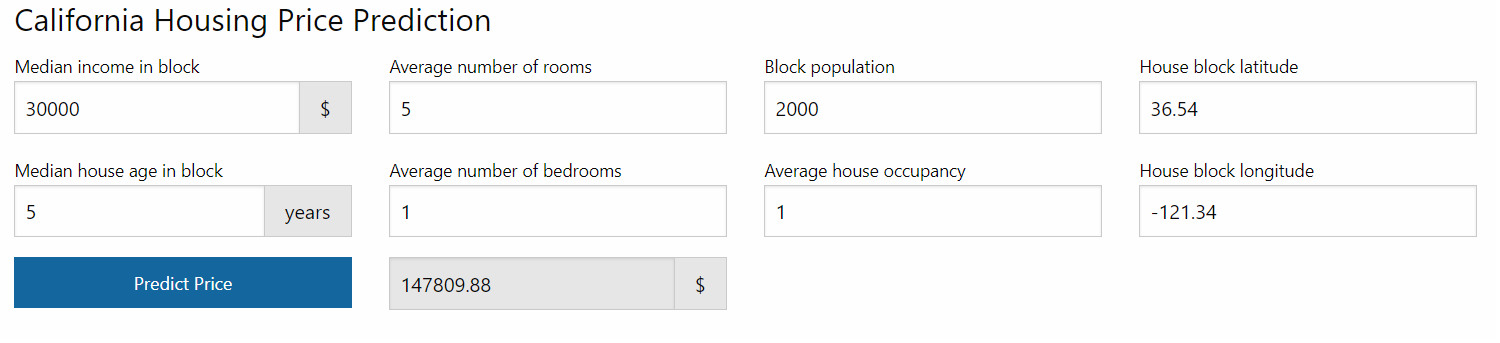 California Housing Price Prediction
Median income in block
Average number of rooms
Block population
House block latitude
30000 $
5
2000
36.54
Median house age in block
Average number of bedrooms
Average house occupancy
House block longitude
5 years
1
1
-121.34
Predict Price
147809.88 $